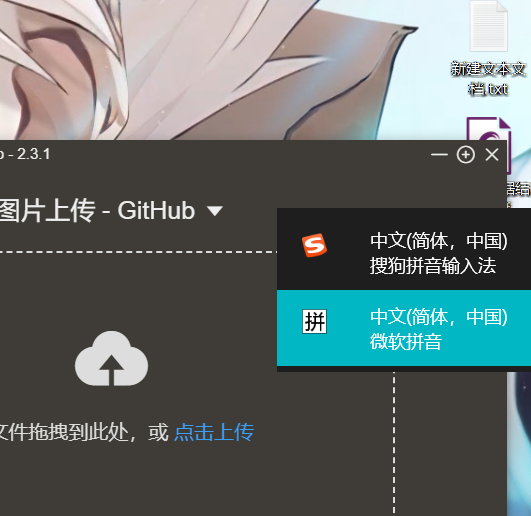 新建文本文
档.txt
- 2.3.1
图片上传 - GitHub
中文(简体，中国)
搜狗拼音输入法
拼
中文(简体，中国)
微软拼音
文件拖拽到此处，或 点击上传